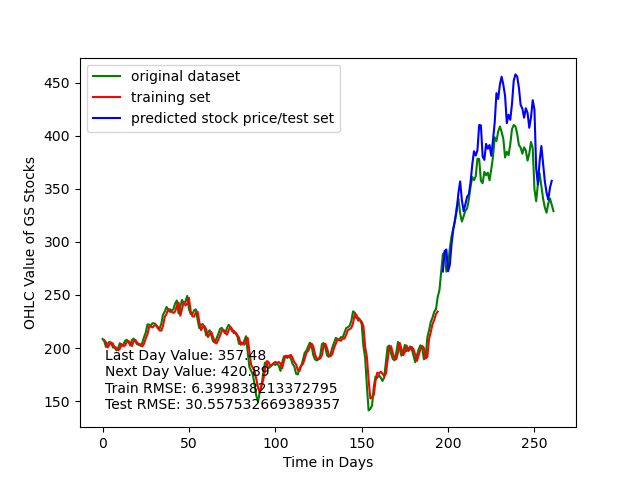 original dataset
training set
predicted stock price/test set
450
400
350
300
250
200
150
OHLC Value of GS Stocks
Last Day Value: 357.48
Next Day Value: 420.89
Train RMSE: 6.399838213372795
Test RMSE: 30.557532669389357
0 50 100 150 200 250
Time in Days